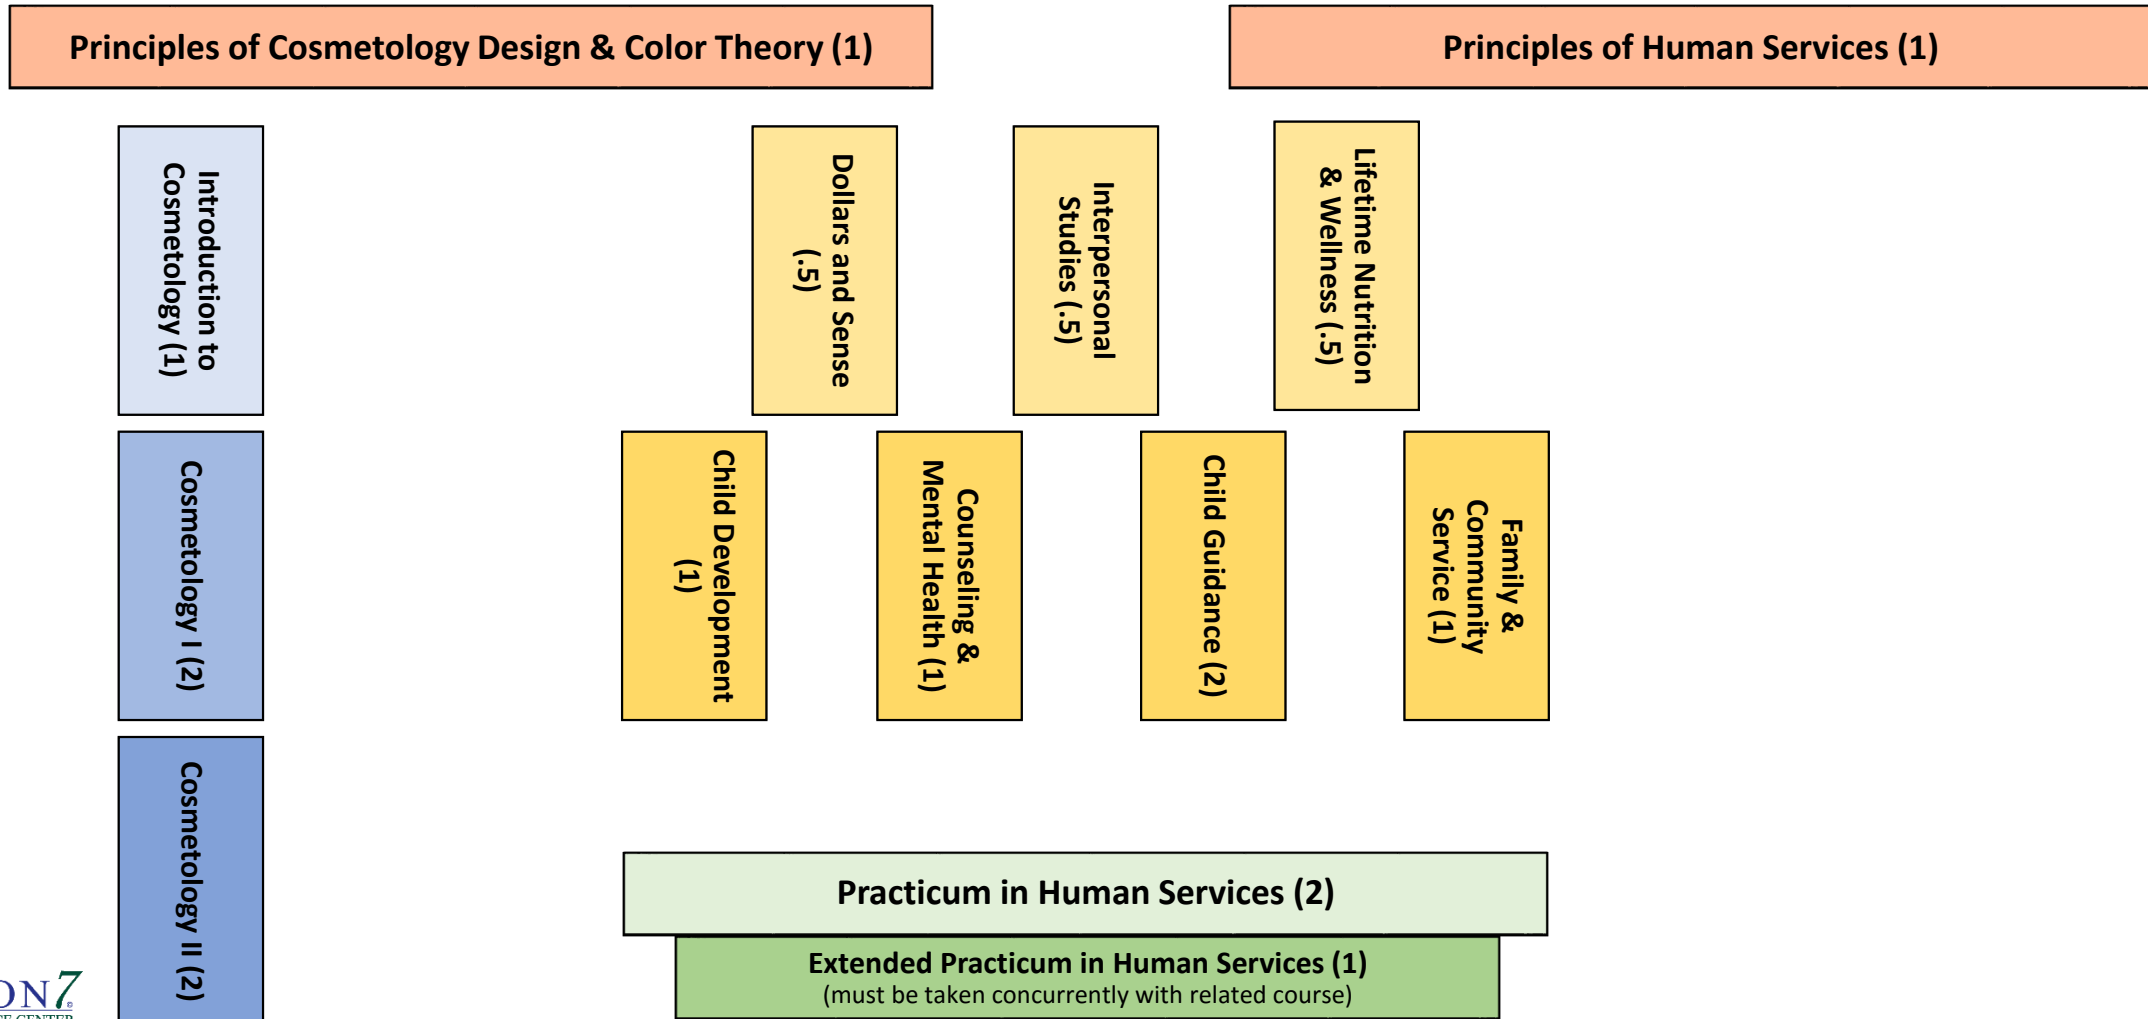 Principles of Cosmetology Design & Color Theory (1)
Principles of Human Services (1)
Introduction to
Cosmetology (1)
Dollars and Sense
(.5)
Interpersonal
Studies (.5)
Lifetime Nutrition
& Wellness (.5)
Cosmetology I (2)
Child Development
(1)
Counseling &
Mental Health (1)
Child Guidance (2)
Family &
Community
Service (1)
Cosmetology II (2)
Practicum in Human Services (2)
Extended Practicum in Human Services (1)
(must be taken concurrently with related course)
ON7
CENTER